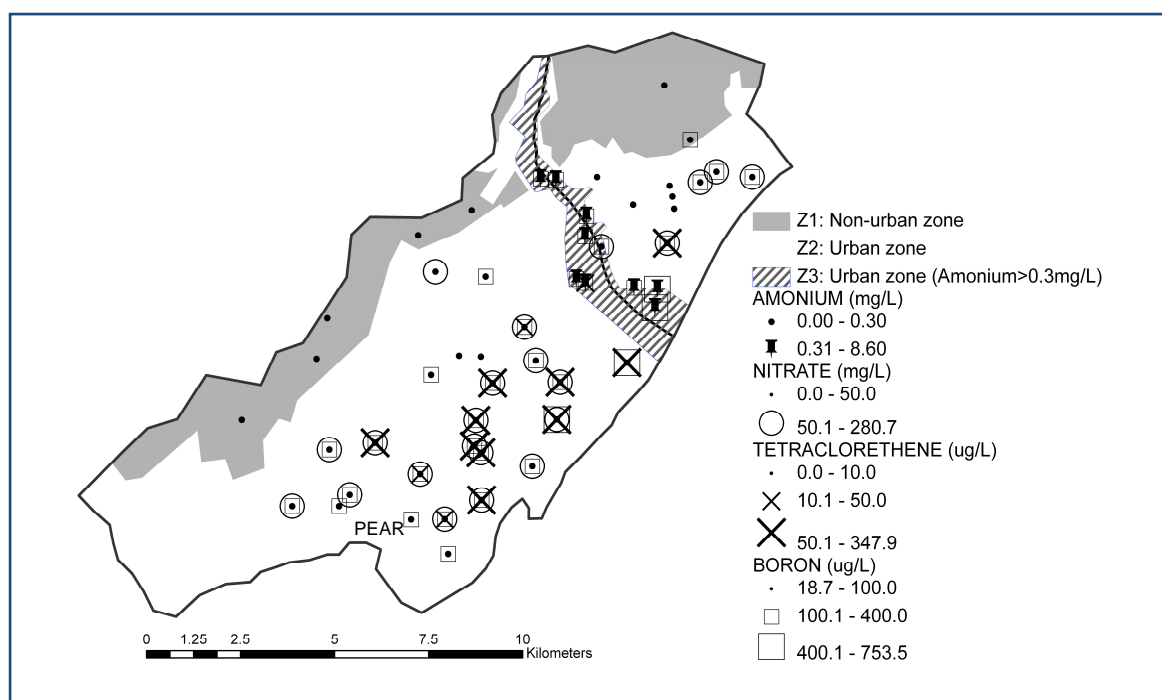 Z1: Non-urban zone
Z2: Urban zone
Z3: Urban zone (Amonium>0.3mg/L)
AMONIUM (mg/L)
0.00 - 0.30
0.31 - 8.60
NITRATE (mg/L)
0.0 - 50.0
50.1 - 280.7
TETRACLORETHENE (ug/L)
0.0 - 10.0
10.1 - 50.0
50.1 - 347.9
BORON (ug/L)
18.7 - 100.0
100.1 - 400.0
400.1 - 753.5
PEAR
0 1.25 2.5 5 7.5 10
Kilometers